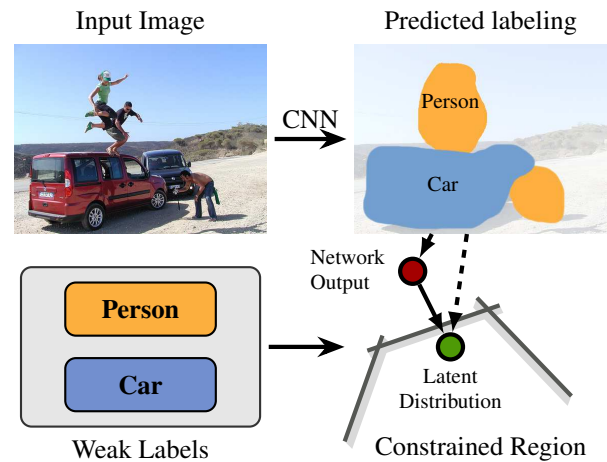 Input Image
Predicted labeling
CNN
Person
Car
Network
Output
Person
Car
Latent
Distribution
Weak Labels
Constrained Region